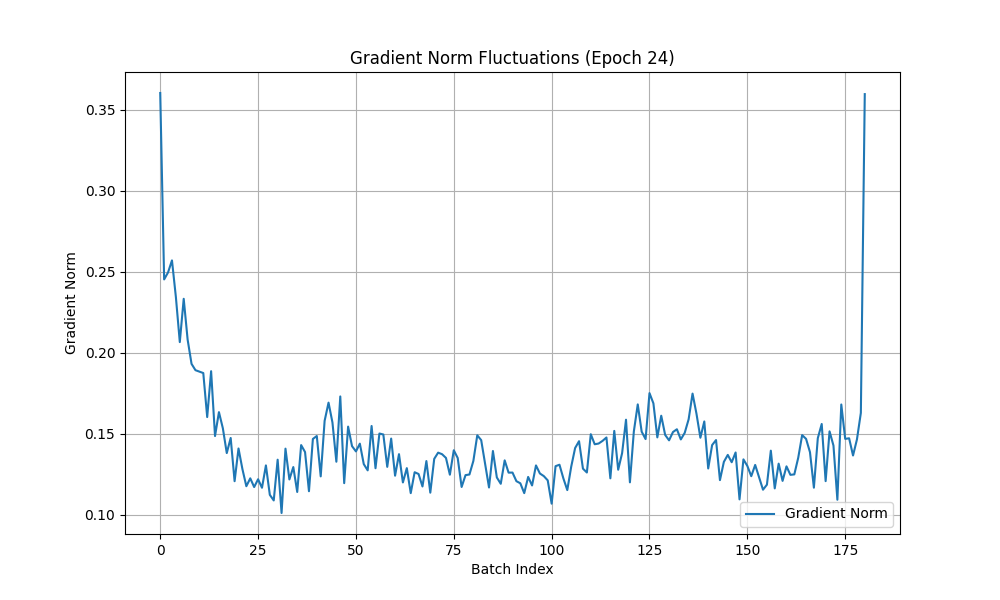 Gradient Norm Fluctuations (Epoch 24)
Gradient Norm
0.35
0.30
0.25
0.20
0.15
0.10
Gradient Norm
0 25 50 75 100 125 150 175
Batch Index